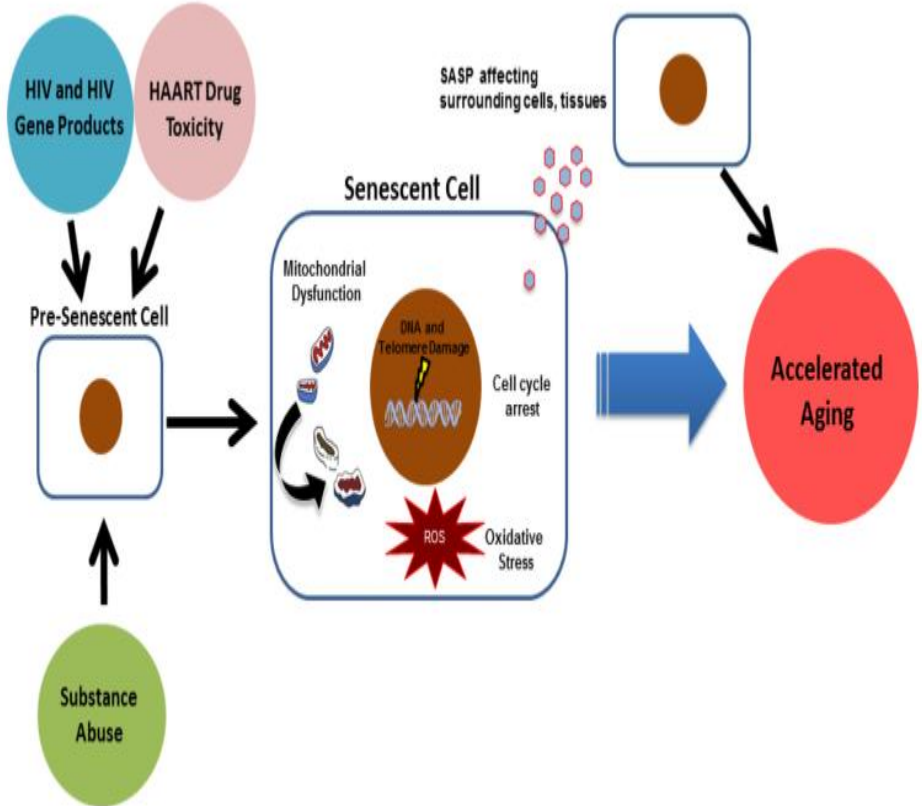 HIV and HIV
Gene Products
HAART Drug
Toxicity
SASP affecting
surrounding cells, tissues
Senescent Cell
Mitochondrial
Dysfunction
DNA and
Telomere Damage
Pre-Senescent Cell
Cell cycle
arrest
Accelerated
Aging
ROS
Oxidative
Stress
Substance
Abuse